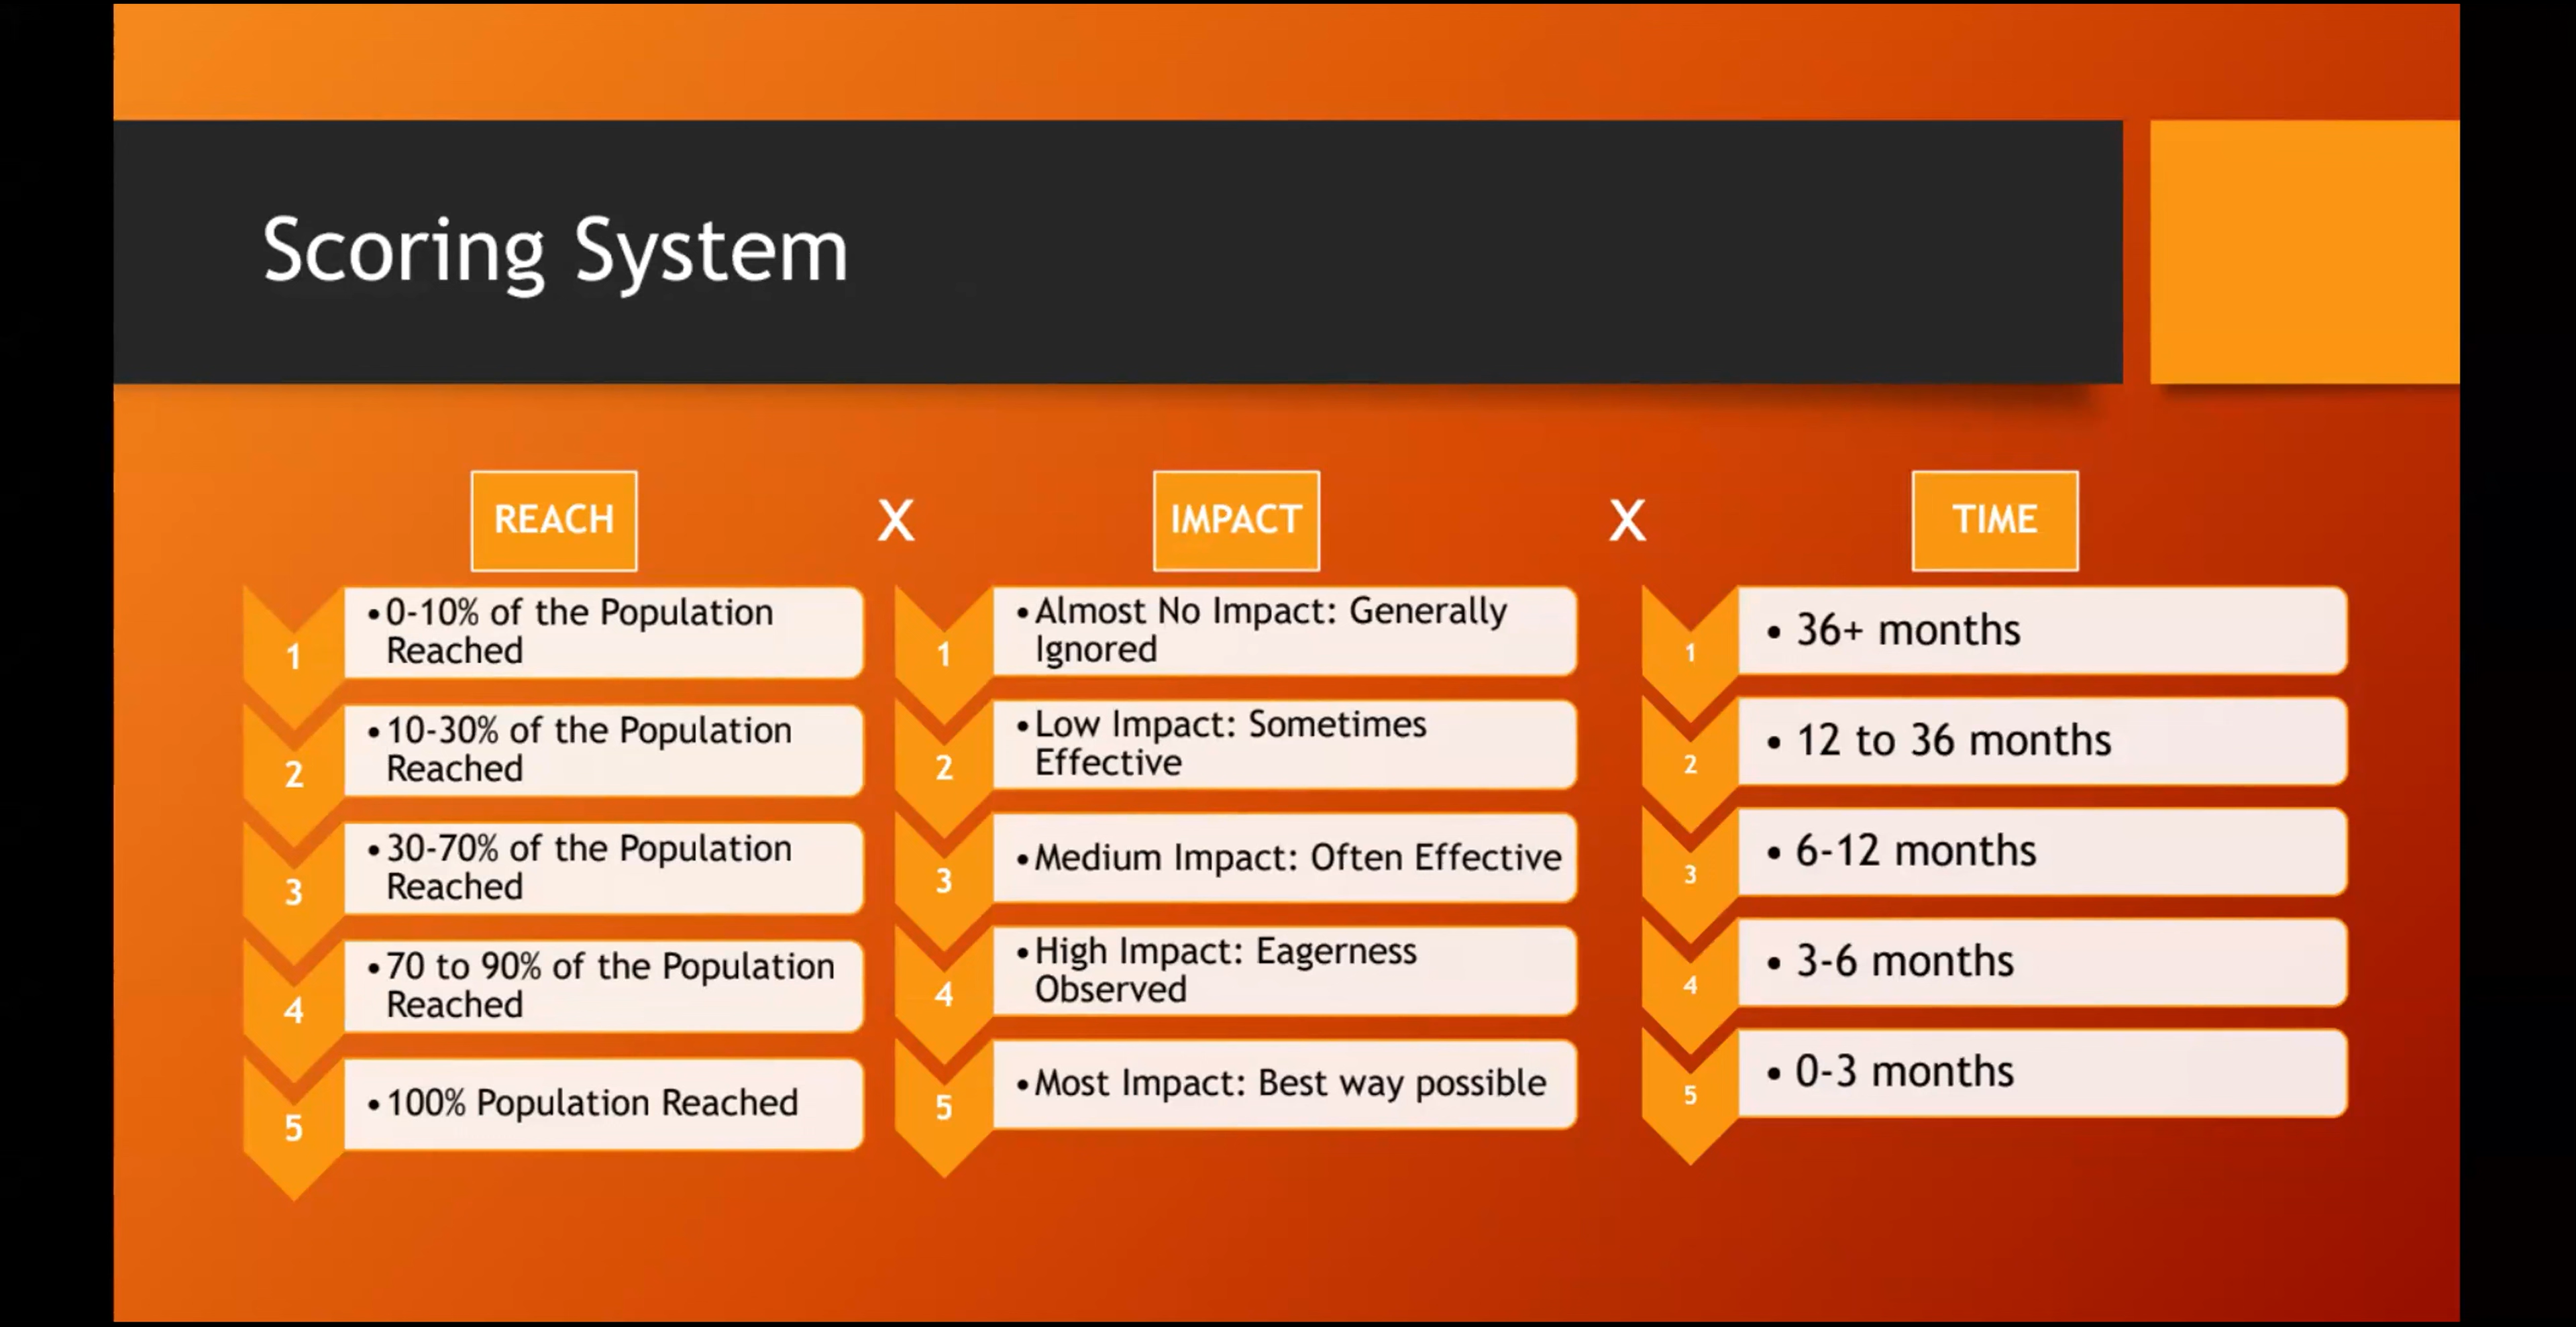 Scoring System
REACH
X
IMPACT
X
TIME
1
•0-10% of the Population
Reached
2
•10-30% of the Population
Reached
3
•30-70% of the Population
Reached
4
•70 to 90% of the Population
Reached
5
•100% Population Reached
1
•Almost No Impact: Generally
Ignored
2
•Low Impact: Sometimes
Effective
3
•Medium Impact: Often Effective
4
•High Impact: Eagerness
Observed
5
•Most Impact: Best way possible
1
• 36+ months
2
• 12 to 36 months
3
• 6-12 months
4
• 3-6 months
5
• 0-3 months